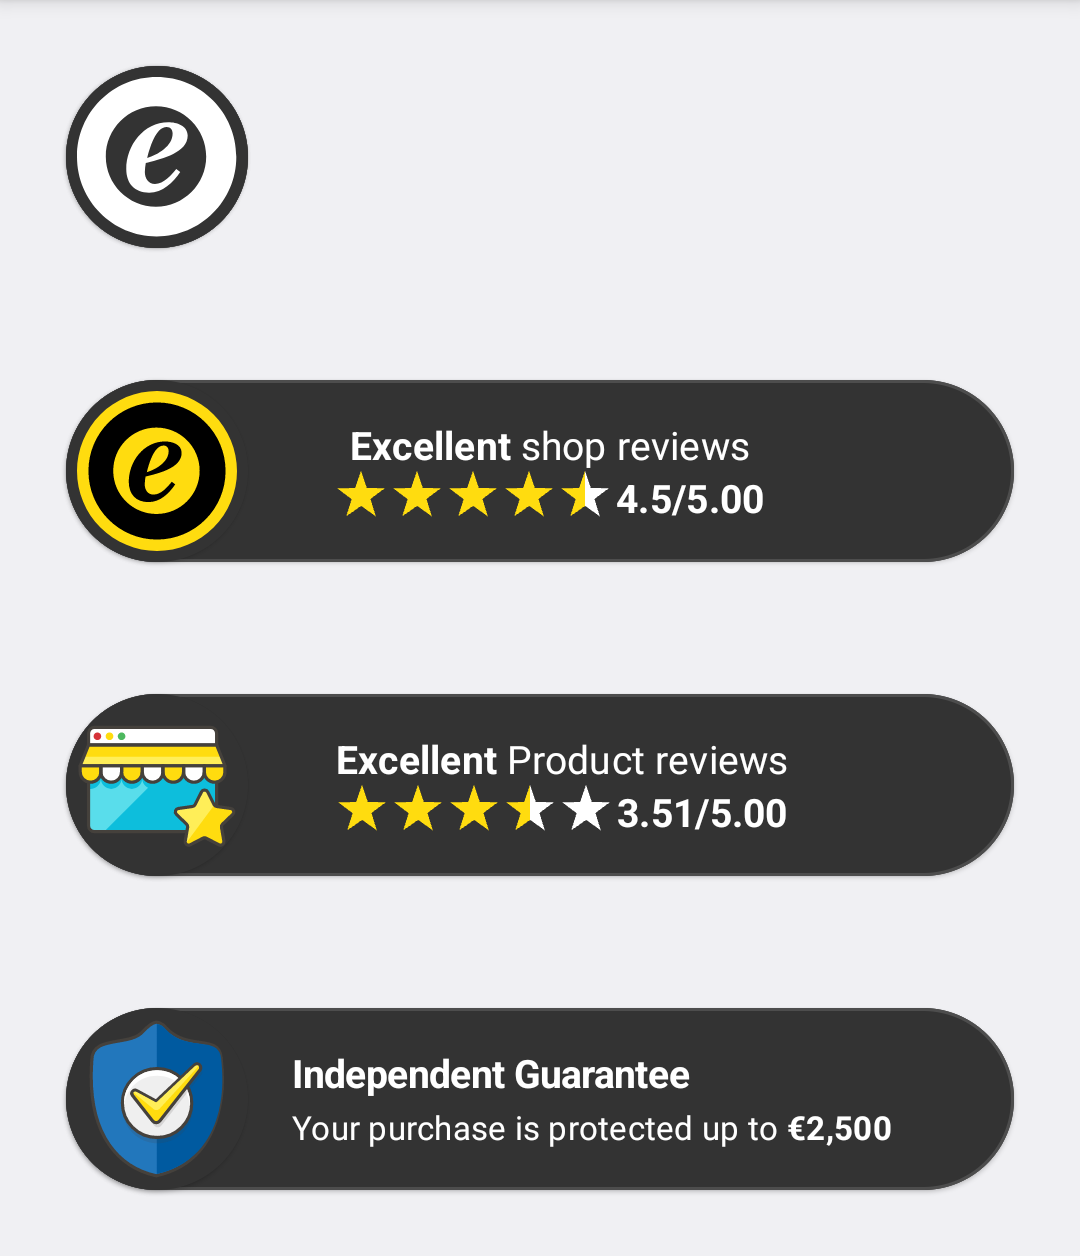 e
e
Excellent shop reviews
4.5/5.00
Excellent Product reviews
3.51/5.00
Independent Guarantee
Your purchase is protected up to €2,500